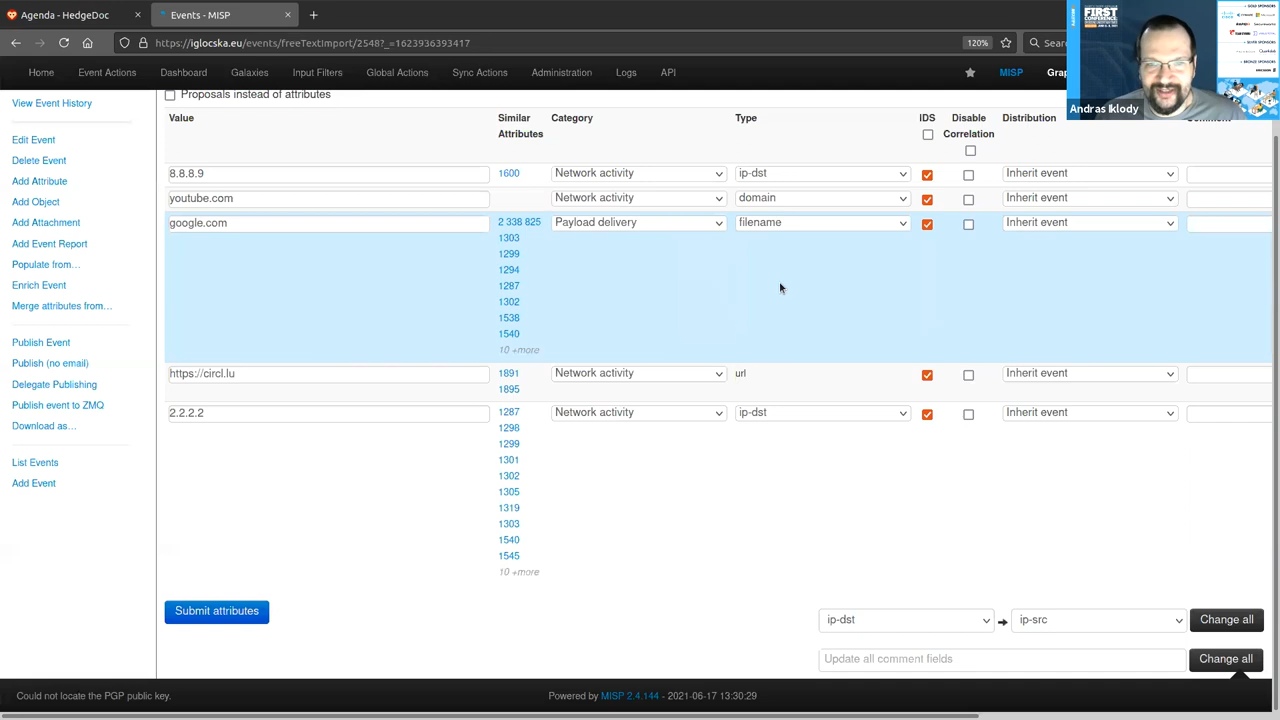 Agenda - HedgeDoc
Events - MISP
https://iglocska.eu/events/freeTextImport/2548?_=1623936393417
120%
FIRST
CONFERENCE
Andras Iklody
Home Event Actions Dashboard Galaxies Input Filters Global Actions Sync Actions Administration Logs API MISP
View Event History
Edit Event
Delete Event
Add Attribute
Add Object
Add Attachment
Add Event Report
Populate from...
Enrich Event
Merge attributes from...
Publish Event
Publish (no email)
Delegate Publishing
Publish event to ZMQ
Download as...
List Events
Add Event
Proposals instead of attributes
Value Similar Attributes Category Type IDS Disable Correlation Distribution
8.8.8.9 1600 Network activity ip-dst Inherit event
youtube.com Network activity domain Inherit event
google.com 2 338 825 Payload delivery filename Inherit event
1303
1299
1294
1287
1302
1538
1540
10 +more
https://circl.lu 1891 Network activity url Inherit event
1895
2.2.2.2 1287 Network activity ip-dst Inherit event
1298
1299
1301
1302
1305
1319
1303
1540
1545
10 +more
Submit attributes
ip-dst ip-src Change all
Update all comment fields Change all
Could not locate the PGP public key.
Powered by MISP 2.4.144 - 2021-06-17 13:30:29